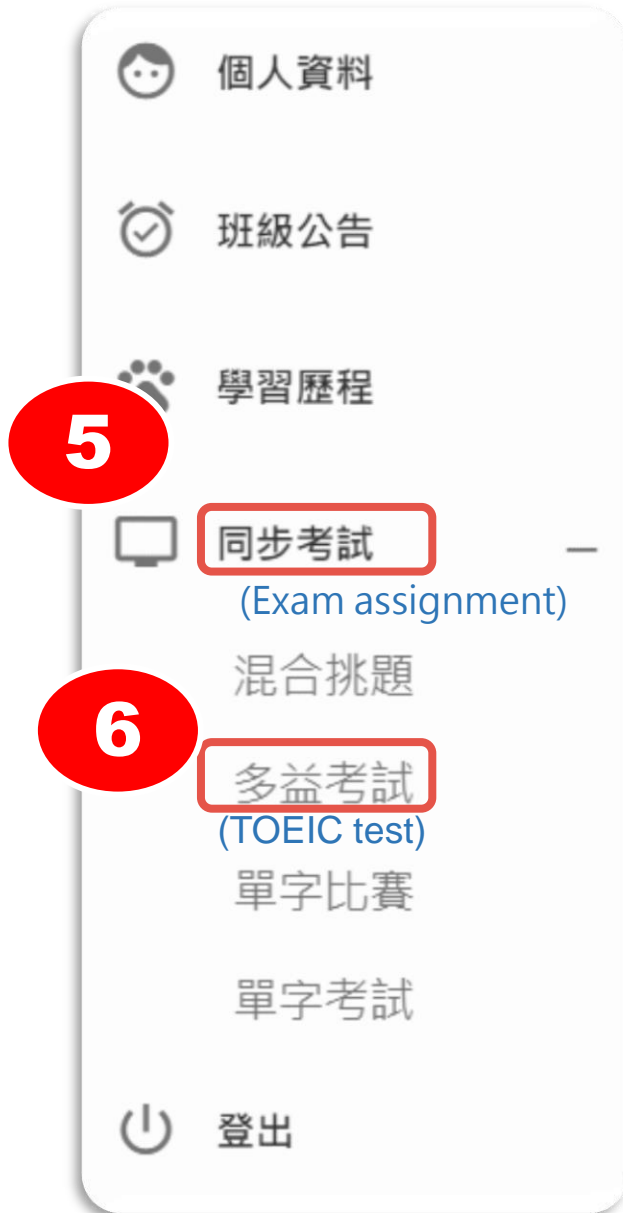 個人資料
班級公告
學習歷程
5
同步考試
(Exam assignment)
混合挑題
6
多益考試
(TOEIC test)
單字比賽
單字考試
登出